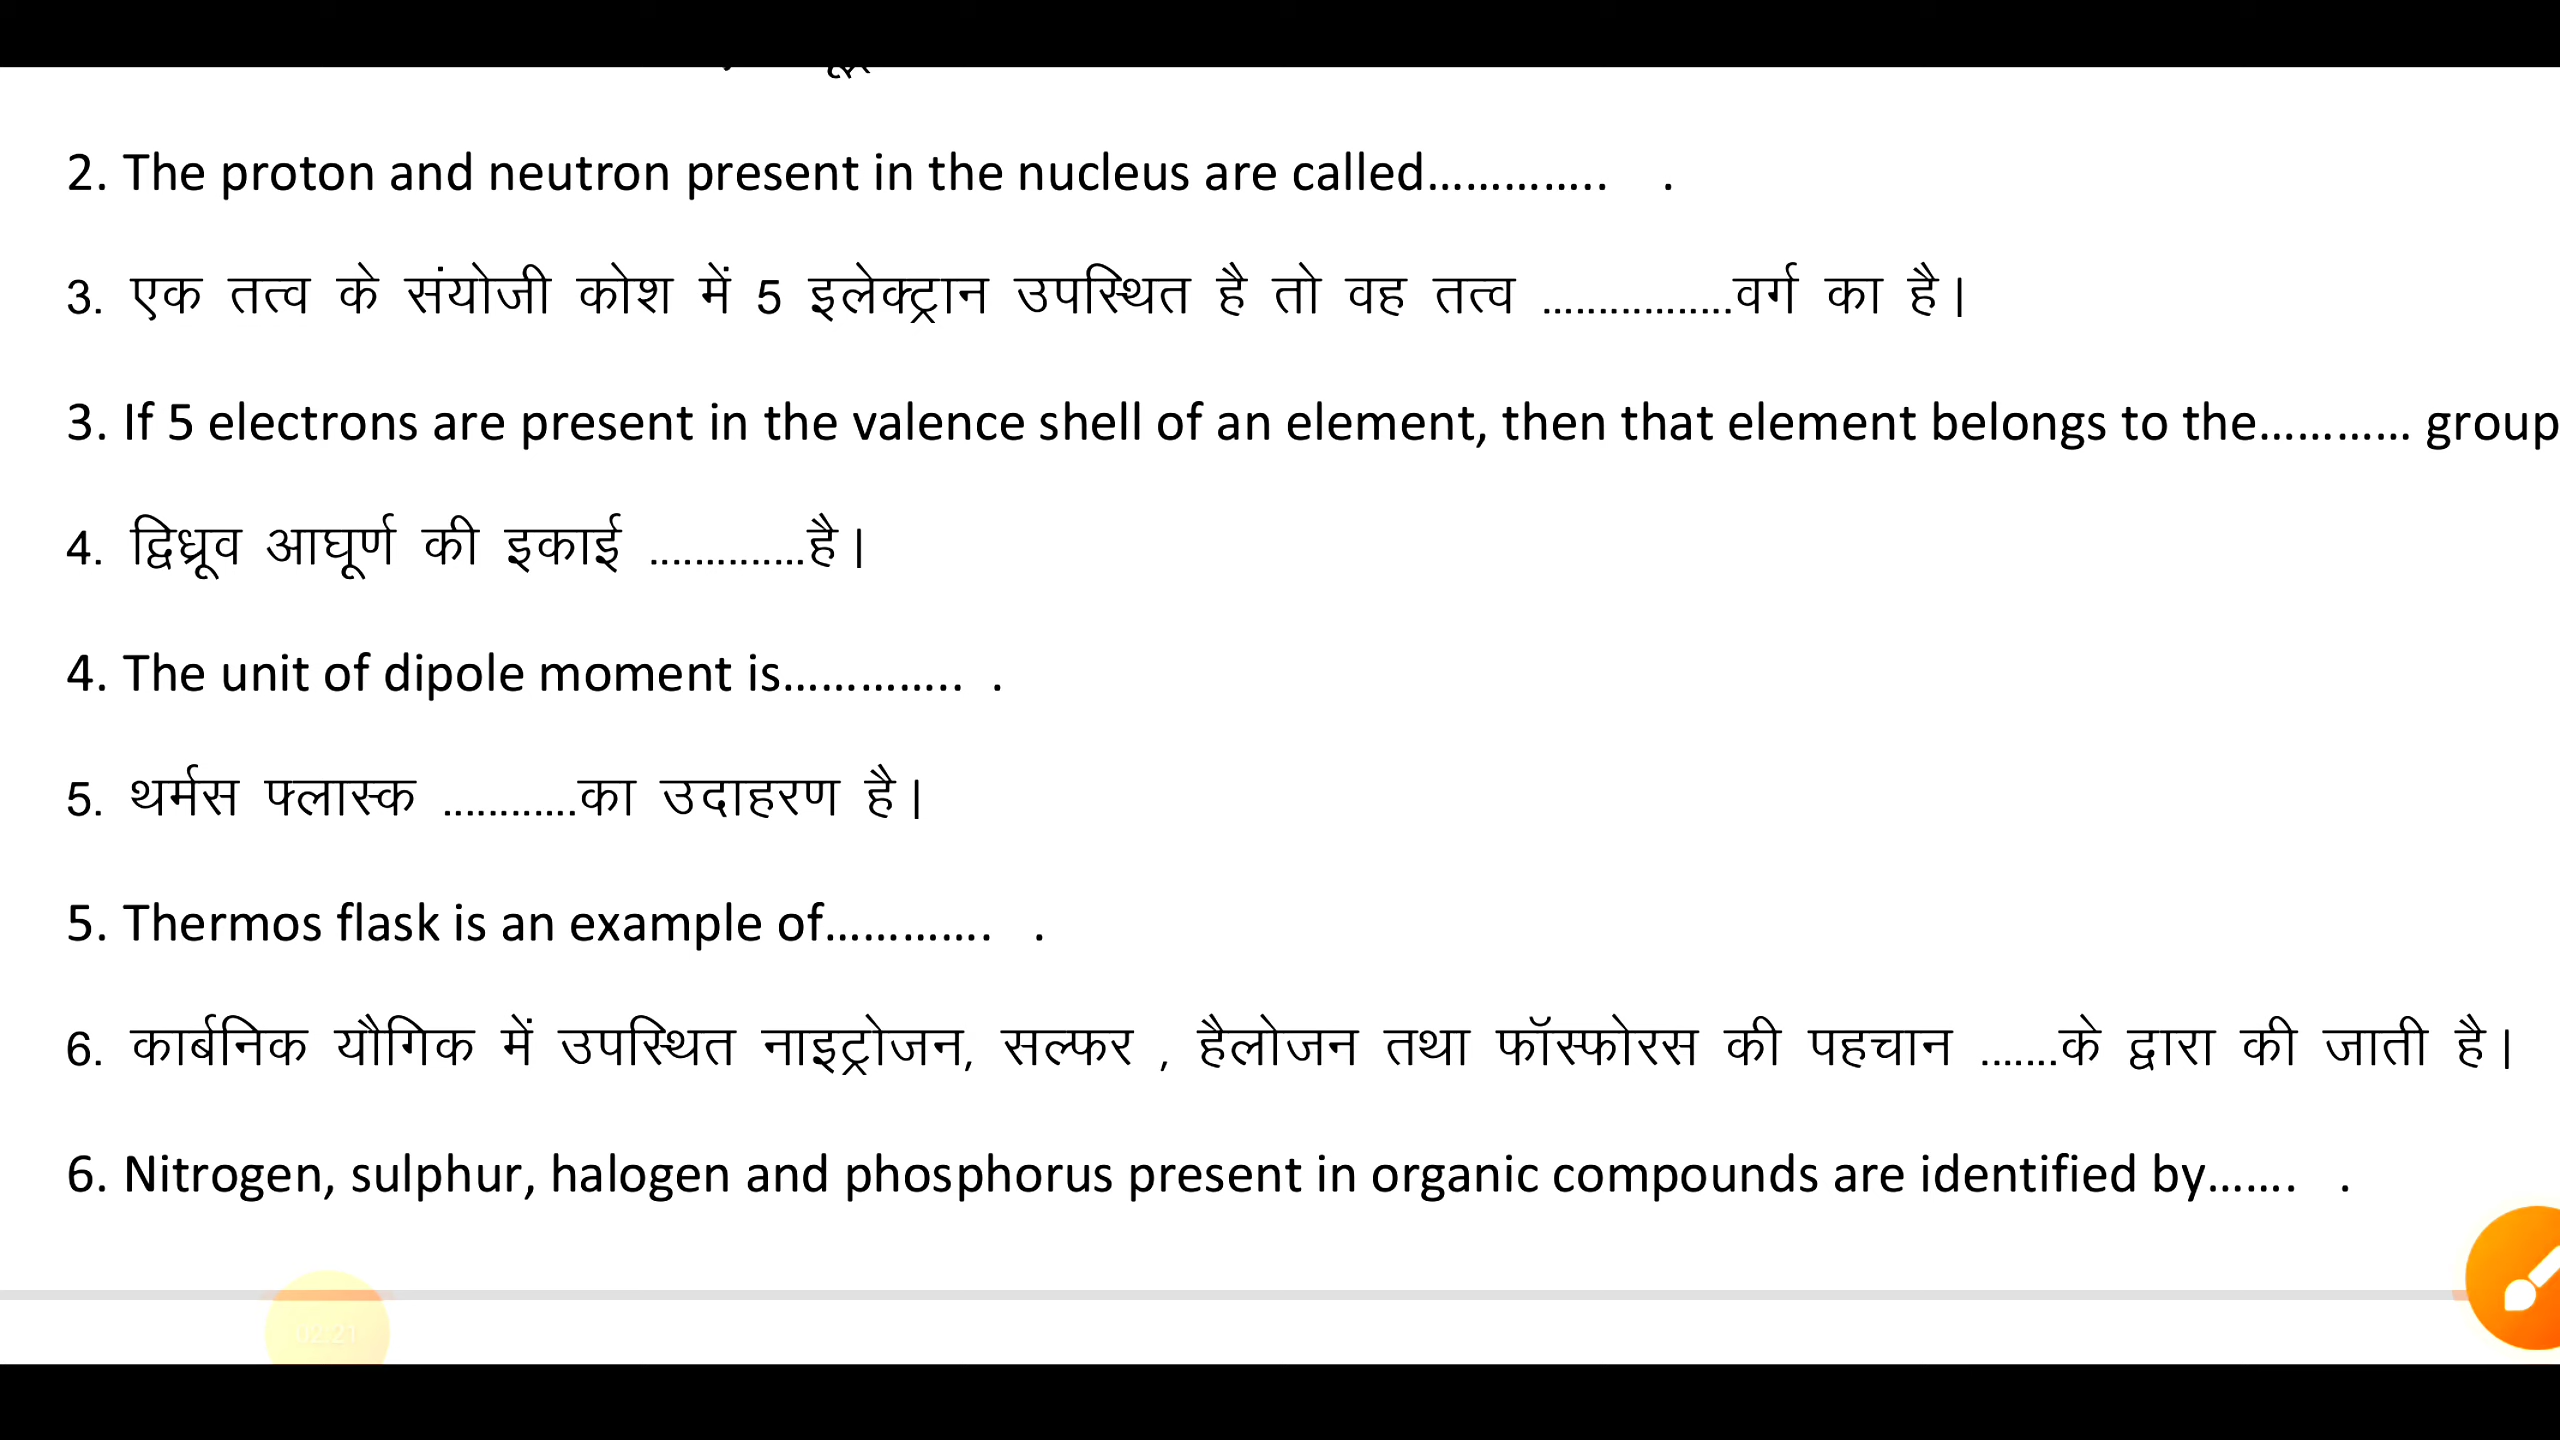 2. The proton and neutron present in the nucleus are called…………..    .
3. एक तत्व के संयोजी कोश में 5 इलेक्ट्रान उपस्थित है तो वह तत्व .................वर्ग का है।
3. If 5 electrons are present in the valence shell of an element, then that element belongs to the………… group
4. द्विध्रूव आघूर्ण की इकाई ..............है।
4. The unit of dipole moment is…………..  .
5. थर्मस फ्लास्क ............का उदाहरण है।
5. Thermos flask is an example of………….   .
6. कार्बनिक यौगिक में उपस्थित नाइट्रोजन, सल्फर , हैलोजन तथा फॉस्फोरस की पहचान .......के द्वारा की जाती है।
6. Nitrogen, sulphur, halogen and phosphorus present in organic compounds are identified by…….   .
02:21